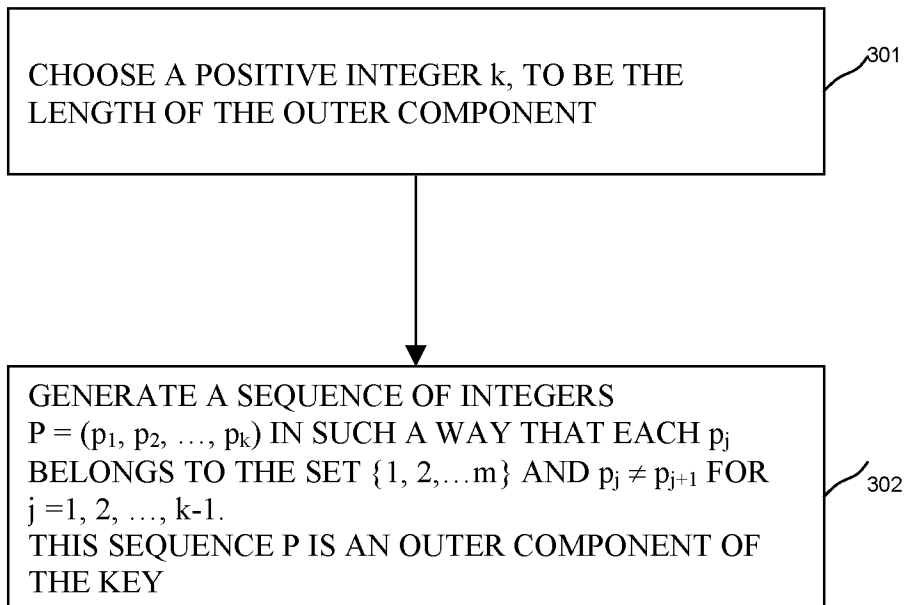 CHOOSE A POSITIVE INTEGER k, TO BE THE
LENGTH OF THE OUTER COMPONENT
301
GENERATE A SEQUENCE OF INTEGERS
P = (p₁, p₂, …, pₖ) IN SUCH A WAY THAT EACH pⱼ
BELONGS TO THE SET {1, 2,…m} AND pⱼ ≠ pⱼ₊₁ FOR
j =1, 2, …, k-1.
THIS SEQUENCE P IS AN OUTER COMPONENT OF
THE KEY
302